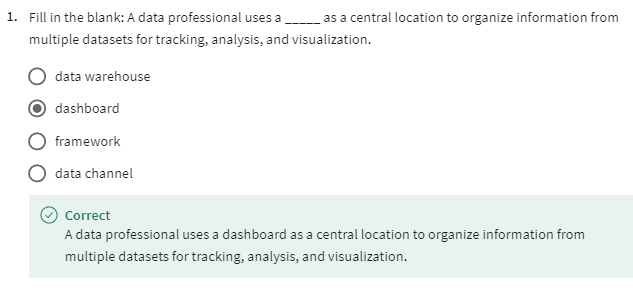 1. Fill in the blank: A data professional uses a _____ as a central location to organize information from
multiple datasets for tracking, analysis, and visualization.
data warehouse
dashboard
framework
data channel
Correct
A data professional uses a dashboard as a central location to organize information from
multiple datasets for tracking, analysis, and visualization.